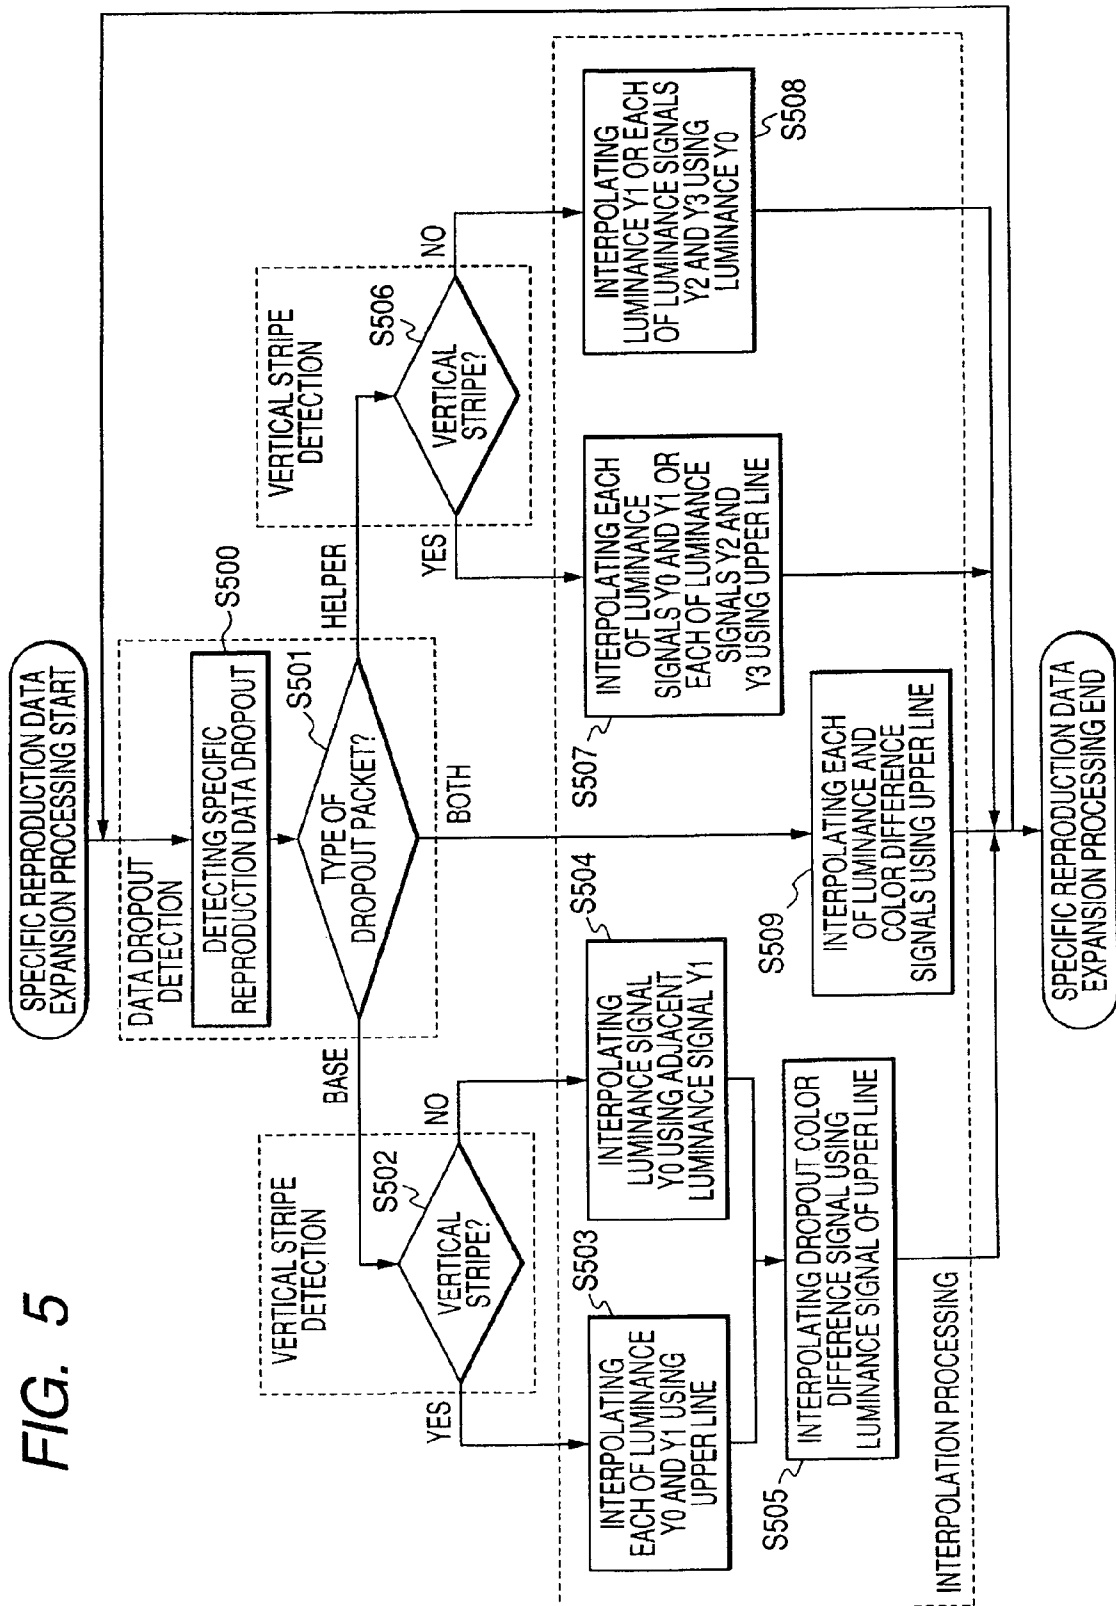 FIG. 5
SPECIFIC REPRODUCTION DATA
EXPANSION PROCESSING START
DATA DROPOUT
DETECTION
S500
DETECTING SPECIFIC
REPRODUCTION DATA DROPOUT
S501
TYPE OF
DROPOUT PACKET?
BASE
BOTH
HELPER
VERTICAL STRIPE
DETECTION
S502
VERTICAL
STRIPE?
YES
NO
VERTICAL STRIPE
DETECTION
S506
VERTICAL
STRIPE?
YES
NO
S503
INTERPOLATING
EACH OF LUMINANCE
Y0 AND Y1 USING
UPPER LINE
S504
INTERPOLATING
LUMINANCE SIGNAL
Y0 USING ADJACENT
LUMINANCE SIGNAL Y1
S507
INTERPOLATING EACH
OF LUMINANCE
SIGNALS Y0 AND Y1 OR
EACH OF LUMINANCE
SIGNALS Y2 AND
Y3 USING UPPER LINE
INTERPOLATING
LUMINANCE Y1 OR EACH
OF LUMINANCE SIGNALS
Y2 AND Y3 USING
LUMINANCE Y0
S508
S505
INTERPOLATING DROPOUT COLOR
DIFFERENCE SIGNAL USING
LUMINANCE SIGNAL OF UPPER LINE
S509
INTERPOLATING EACH
OF LUMINANCE AND
COLOR DIFFERENCE
SIGNALS USING UPPER LINE
INTERPOLATION PROCESSING
SPECIFIC REPRODUCTION DATA
EXPANSION PROCESSING END